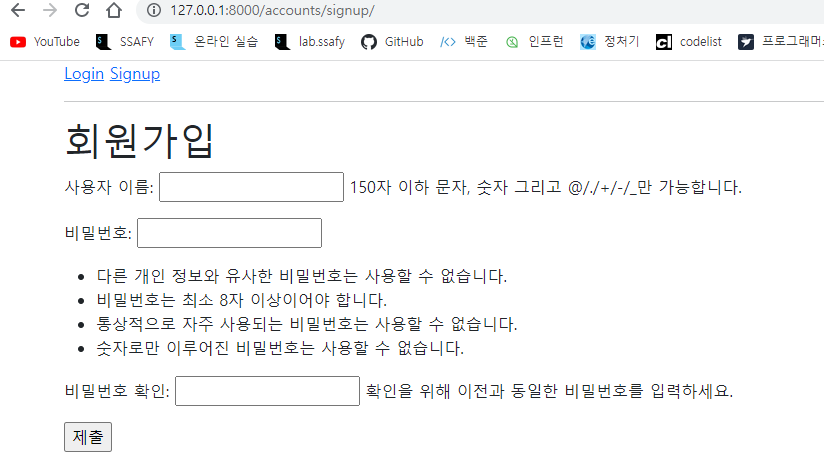 127.0.0.1:8000/accounts/signup/
YouTube SSAFY 온라인 실습 lab.ssafy GitHub 백준 인프런 정처기 codelist 프로그래머스
Login Signup
회원가입
사용자 이름: 150자 이하 문자, 숫자 그리고 @/./+/-/_만 가능합니다.
비밀번호:
다른 개인 정보와 유사한 비밀번호는 사용할 수 없습니다.
비밀번호는 최소 8자 이상이어야 합니다.
통상적으로 자주 사용되는 비밀번호는 사용할 수 없습니다.
숫자로만 이루어진 비밀번호는 사용할 수 없습니다.
비밀번호 확인: 확인을 위해 이전과 동일한 비밀번호를 입력하세요.
제출